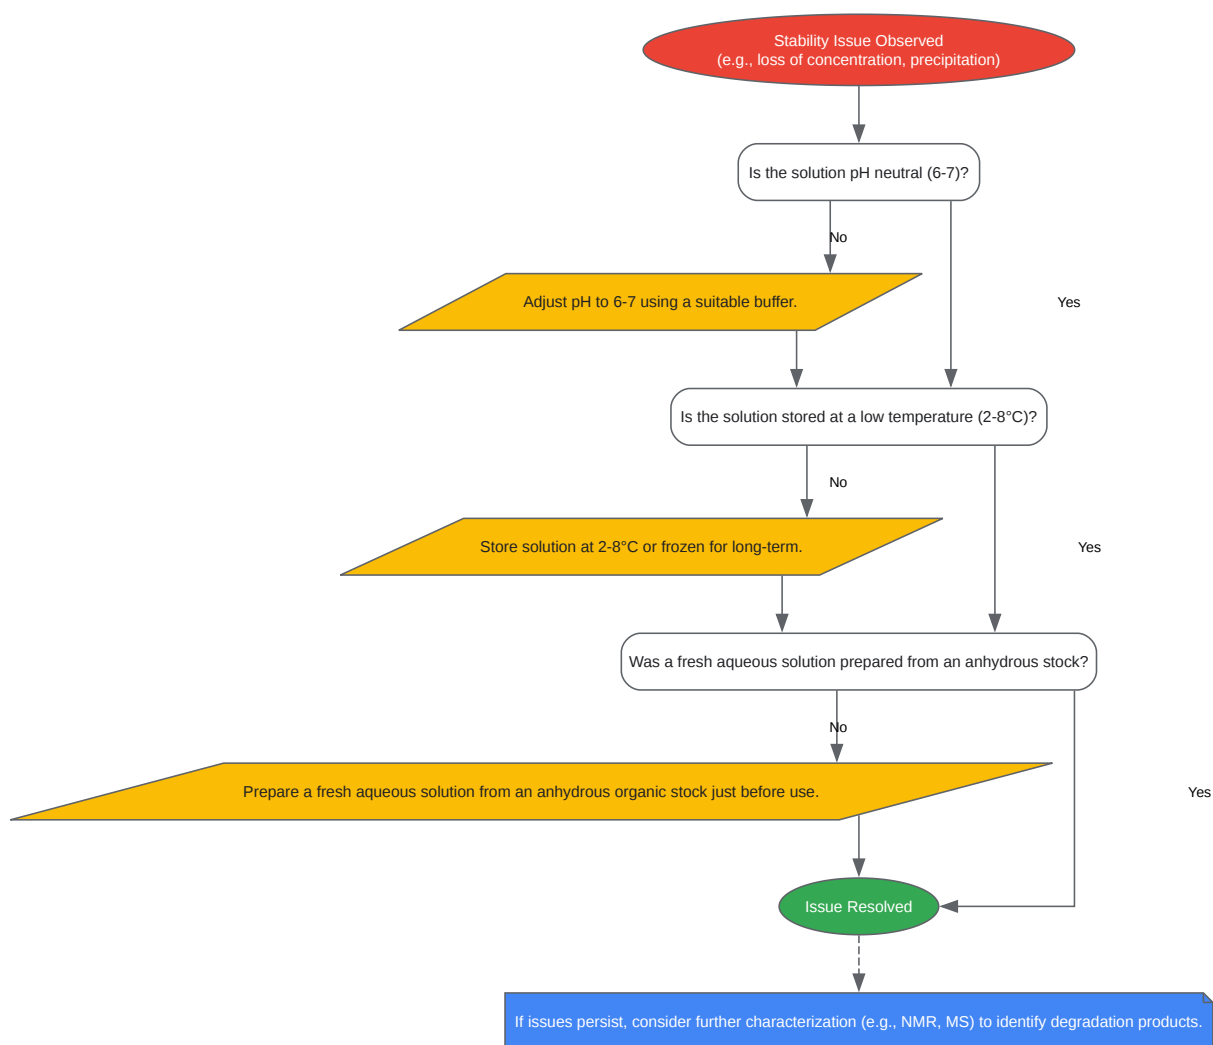 Stability Issue Observed
(e.g., loss of concentration, precipitation)
Is the solution pH neutral (6-7)?
No
Adjust pH to 6-7 using a suitable buffer.
Yes
Is the solution stored at a low temperature (2-8°C)?
No
Store solution at 2-8°C or frozen for long-term.
Yes
Was a fresh aqueous solution prepared from an anhydrous stock?
No
Prepare a fresh aqueous solution from an anhydrous organic stock just before use.
Yes
Issue Resolved
If issues persist, consider further characterization (e.g., NMR, MS) to identify degradation products.